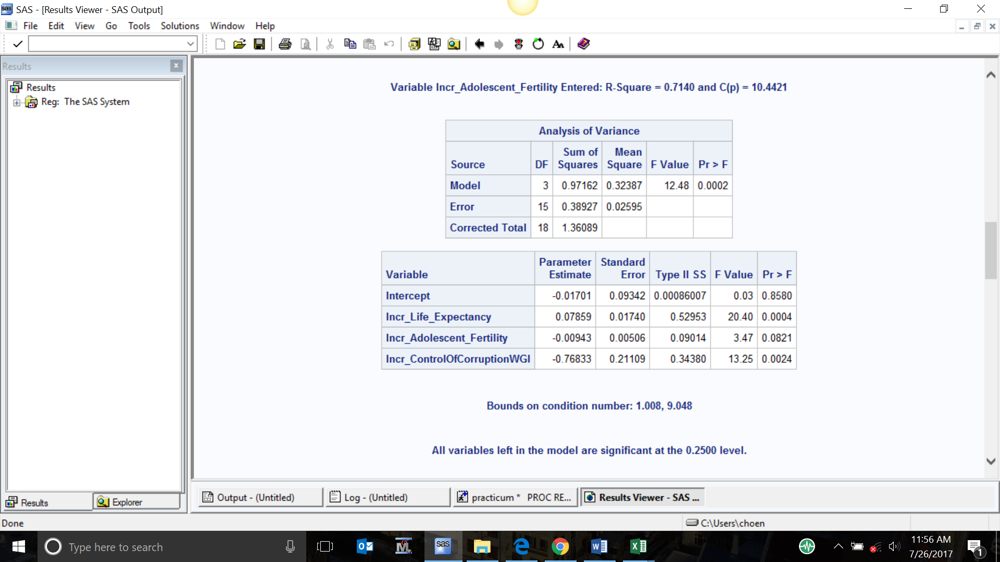 sas SAS - [Results Viewer - SAS Output]
File Edit View Go Tools Solutions Window Help
Results
Results
Reg: The SAS System
Variable Incr_Adolescent_Fertility Entered: R-Square = 0.7140 and C(p) = 10.4421
Analysis of Variance
Source DF Sum of Squares Mean Square F Value Pr > F
Model 3 0.97162 0.32387 12.48 0.0002
Error 15 0.38927 0.02595
Corrected Total 18 1.36089
Variable Parameter Estimate Standard Error Type II SS F Value Pr > F
Intercept -0.01701 0.09342 0.00086007 0.03 0.8580
Incr_Life_Expectancy 0.07859 0.01740 0.52953 20.40 0.0004
Incr_Adolescent_Fertility -0.00943 0.00506 0.09014 3.47 0.0821
Incr_ControlOfCorruptionWGI -0.76833 0.21109 0.34380 13.25 0.0024
Bounds on condition number: 1.008, 9.048
All variables left in the model are significant at the 0.2500 level.
Results Explorer
Output - (Untitled) Log - (Untitled) practicum * PROC RE... Results Viewer - SAS ...
Done C:\Users\choen
Type here to search sas 11:56 AM
7/26/2017 1